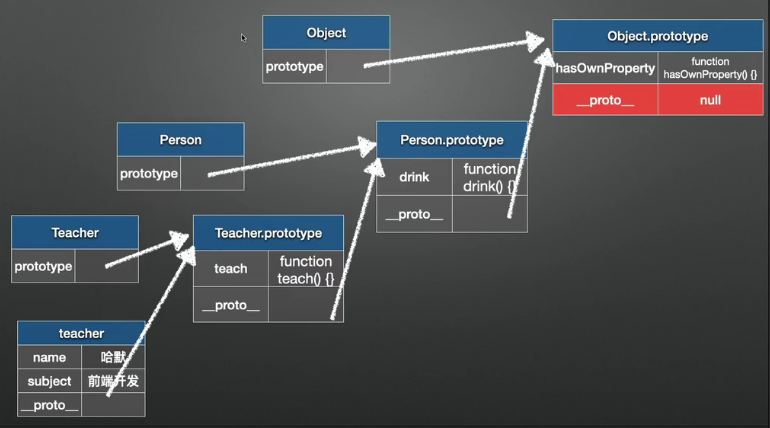 Object
prototype
Object.prototype
hasOwnProperty
function
hasOwnProperty() {}
__proto__
null
Person
prototype
Person.prototype
drink
function
drink() {}
__proto__
Teacher
prototype
Teacher.prototype
teach
function
teach() {}
__proto__
teacher
name
哈默
subject
前端开发
__proto__